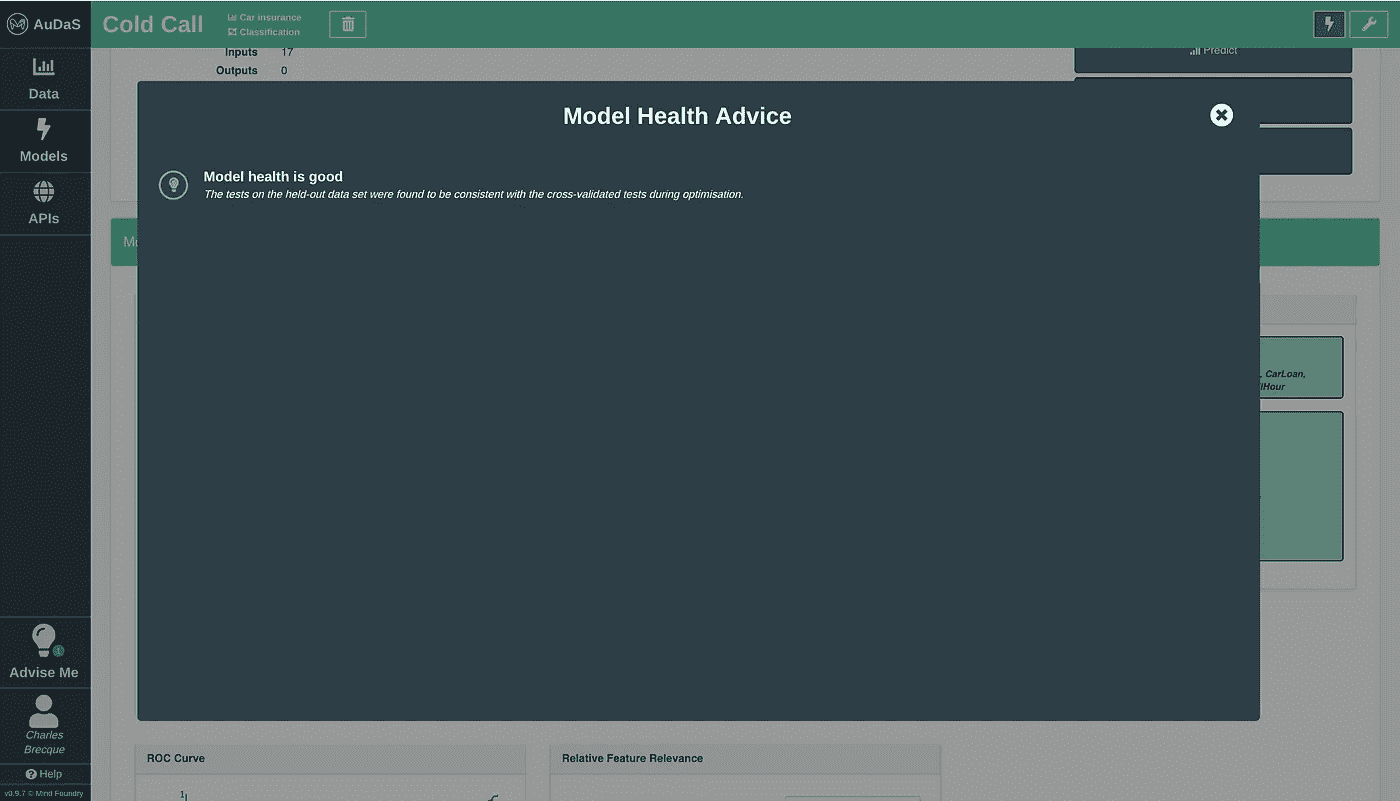 AuDaS
Cold Call
Car insurance
Classification
Data
Models
APIs
Inputs 17
Outputs 0
Predict
Model Health Advice
Model health is good
The tests on the held-out data set were found to be consistent with the cross-validated tests during optimisation.
Mo
, CarLoan,
llHour
Advise Me
1
Charles
Brecque
Help
v0.9.7 © Mind Foundry
ROC Curve
1
Relative Feature Relevance